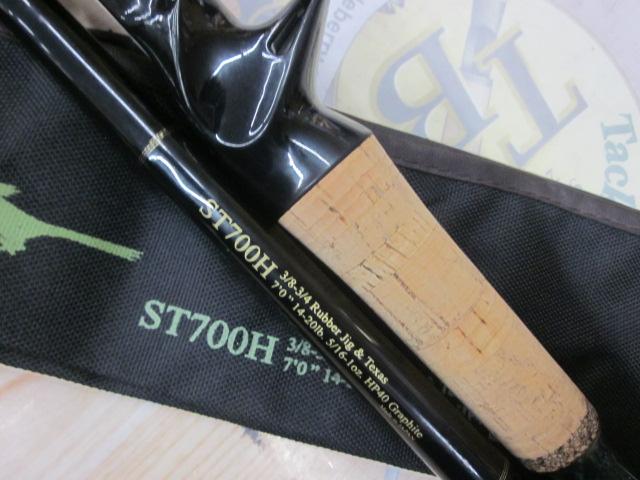 TB
Tack
ST700H
3/8-3/4 Rubber Jig & Texas
7'0" 14-20lb. 5/16-1oz. HP40 Graphite
ST700H
3/8-
7'0" 14-